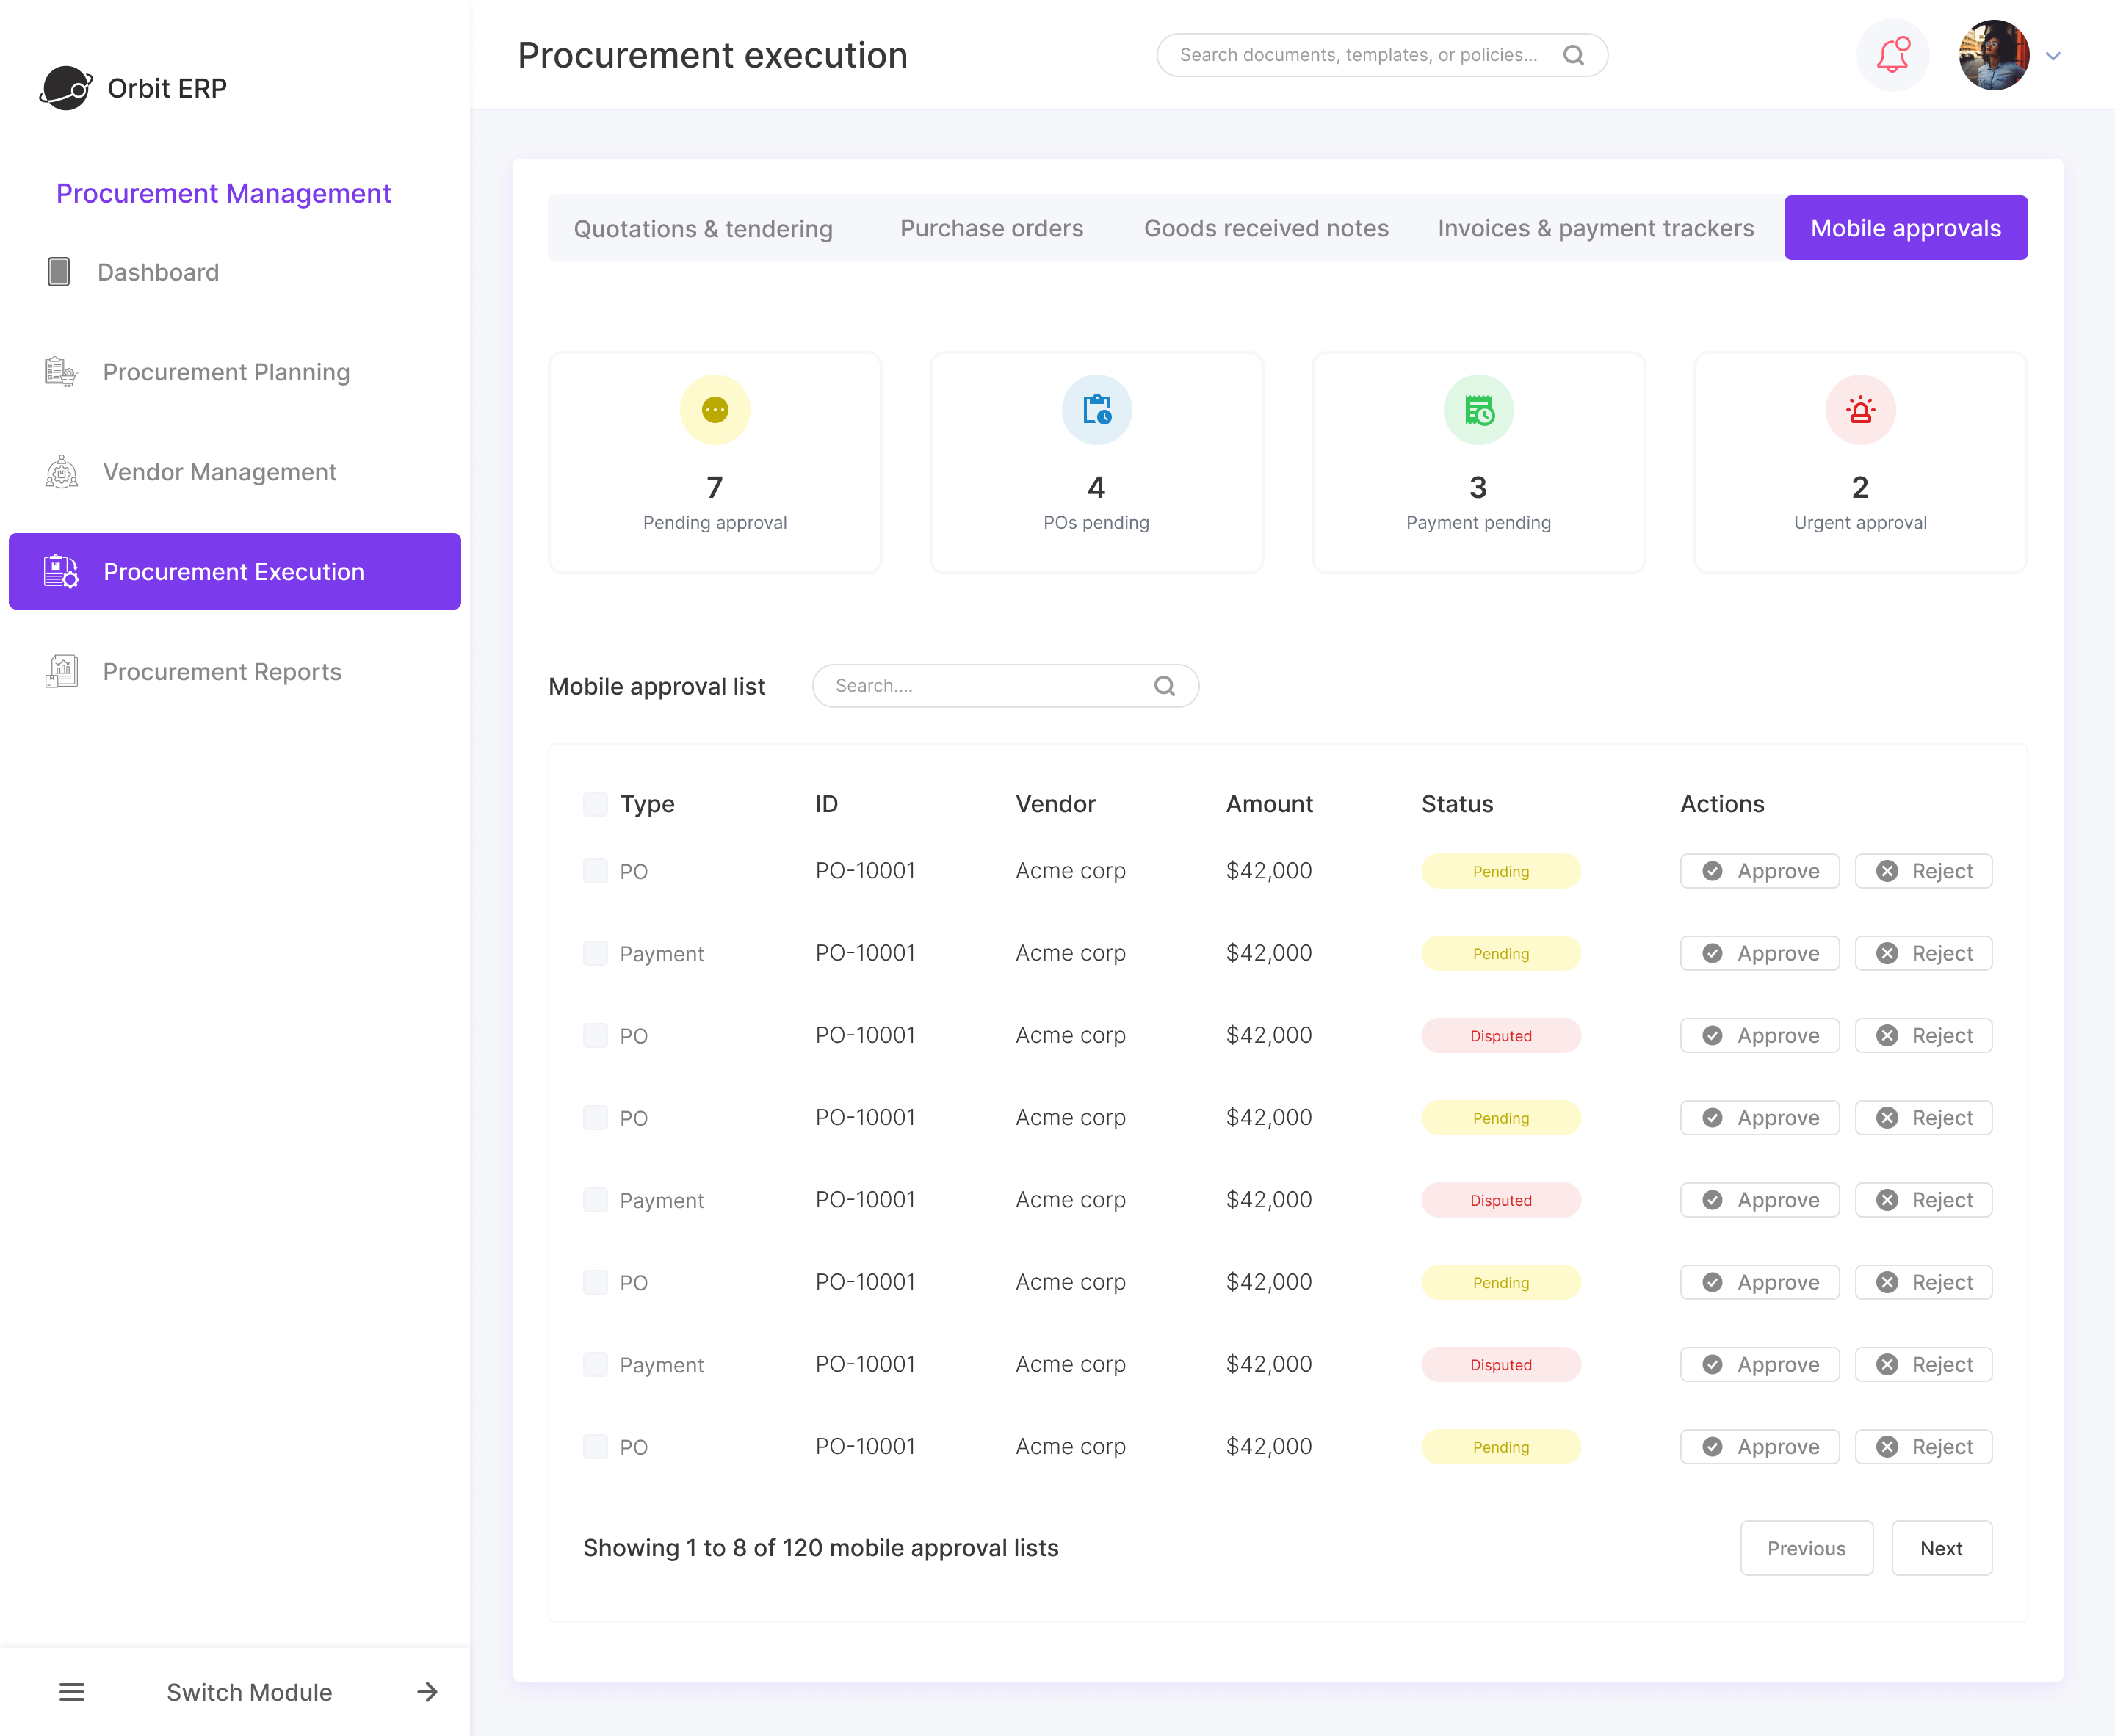 Orbit ERP
Procurement Management
Dashboard
Procurement Planning
Vendor Management
Procurement Execution
Procurement Reports
Switch Module
Procurement execution
Search documents, templates, or policies...
Quotations & tendering Purchase orders Goods received notes Invoices & payment trackers Mobile approvals
7
Pending approval
4
POs pending
3
Payment pending
2
Urgent approval
Mobile approval list
Search....
Type ID Vendor Amount Status Actions
PO PO-10001 Acme corp $42,000 Pending Approve Reject
Payment PO-10001 Acme corp $42,000 Pending Approve Reject
PO PO-10001 Acme corp $42,000 Disputed Approve Reject
PO PO-10001 Acme corp $42,000 Pending Approve Reject
Payment PO-10001 Acme corp $42,000 Disputed Approve Reject
PO PO-10001 Acme corp $42,000 Pending Approve Reject
Payment PO-10001 Acme corp $42,000 Disputed Approve Reject
PO PO-10001 Acme corp $42,000 Pending Approve Reject
Showing 1 to 8 of 120 mobile approval lists
Previous Next